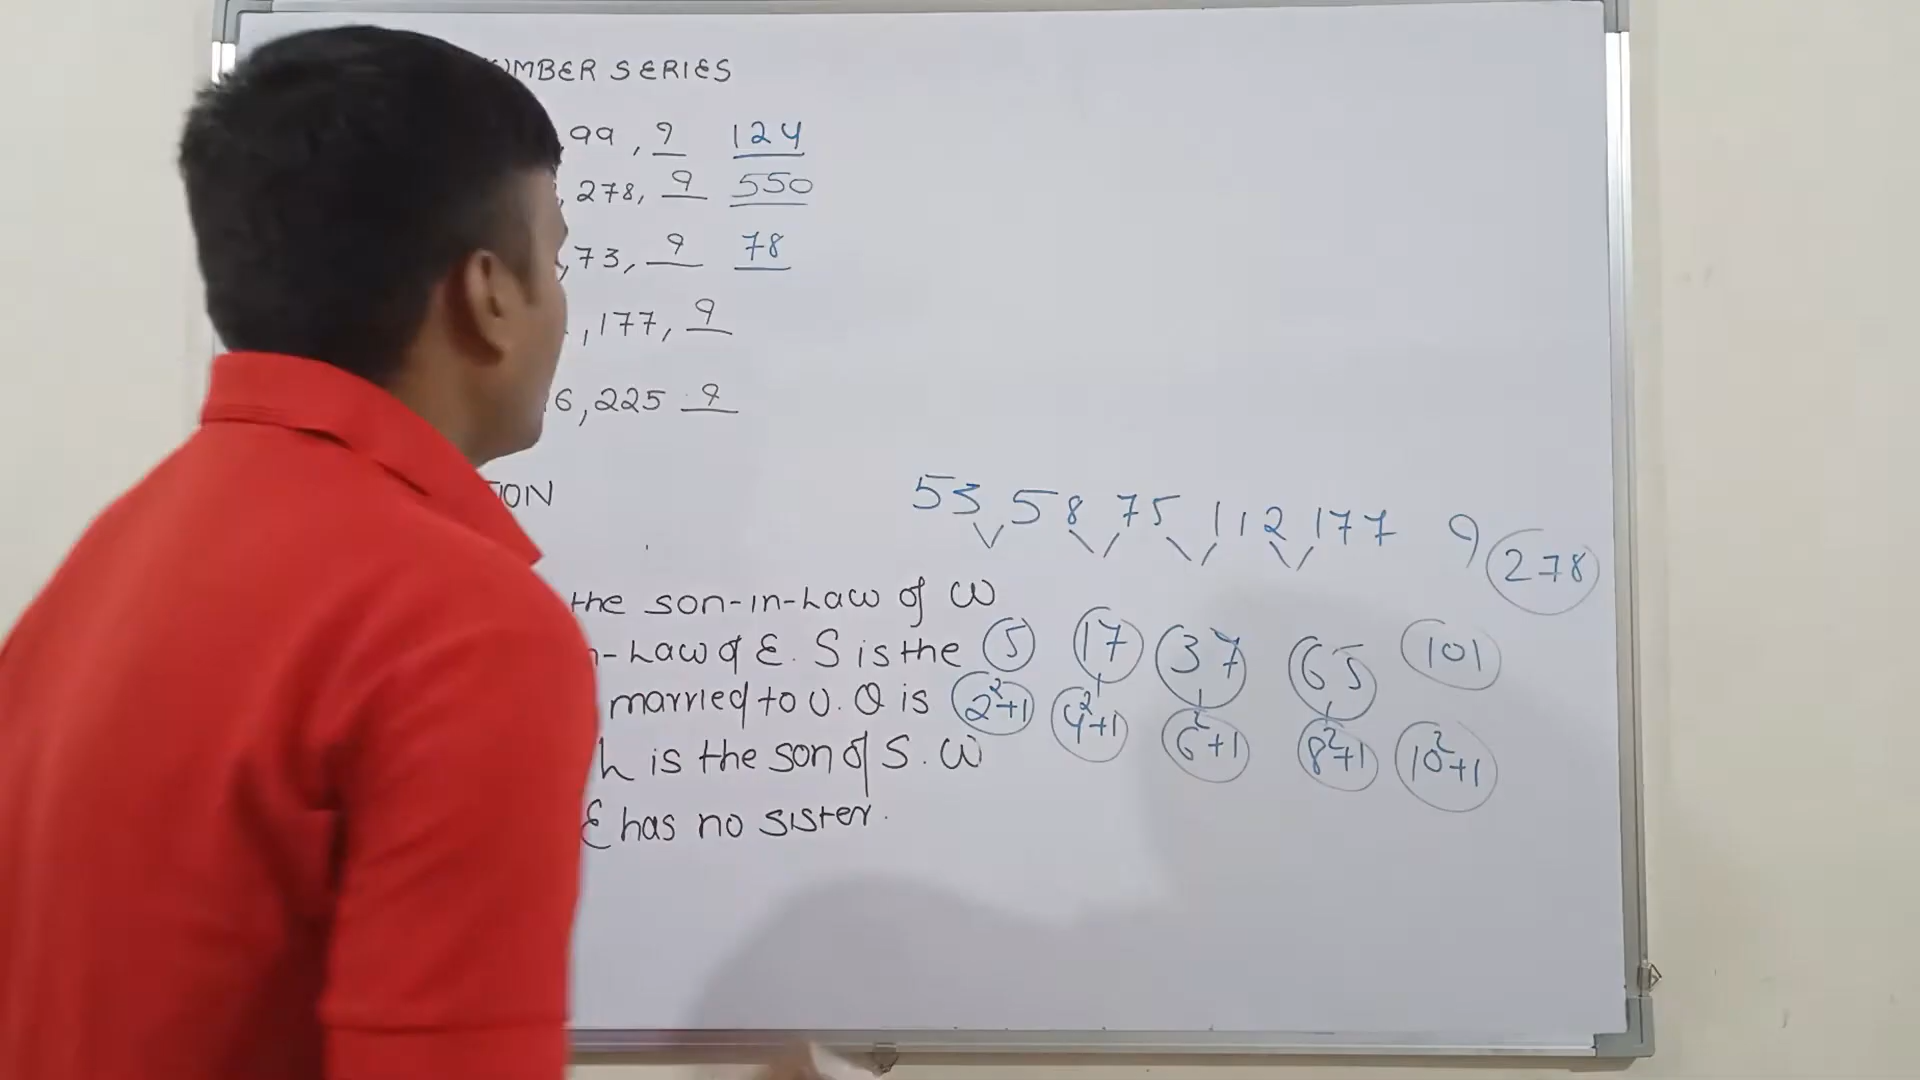 UMBER SERIES
99, ? 124
, 278, ? 550
, 73, ? 78
, 177, ?
6, 225 ?
ION
53 58 75 112 177 ? 278
the son-in-Law of W
n-Law of E. S is the
5 17 37 65 101
married to U. Q is
2²+1 4²+1 6²+1 8²+1 10²+1
h is the son of S. W
E has no sister.